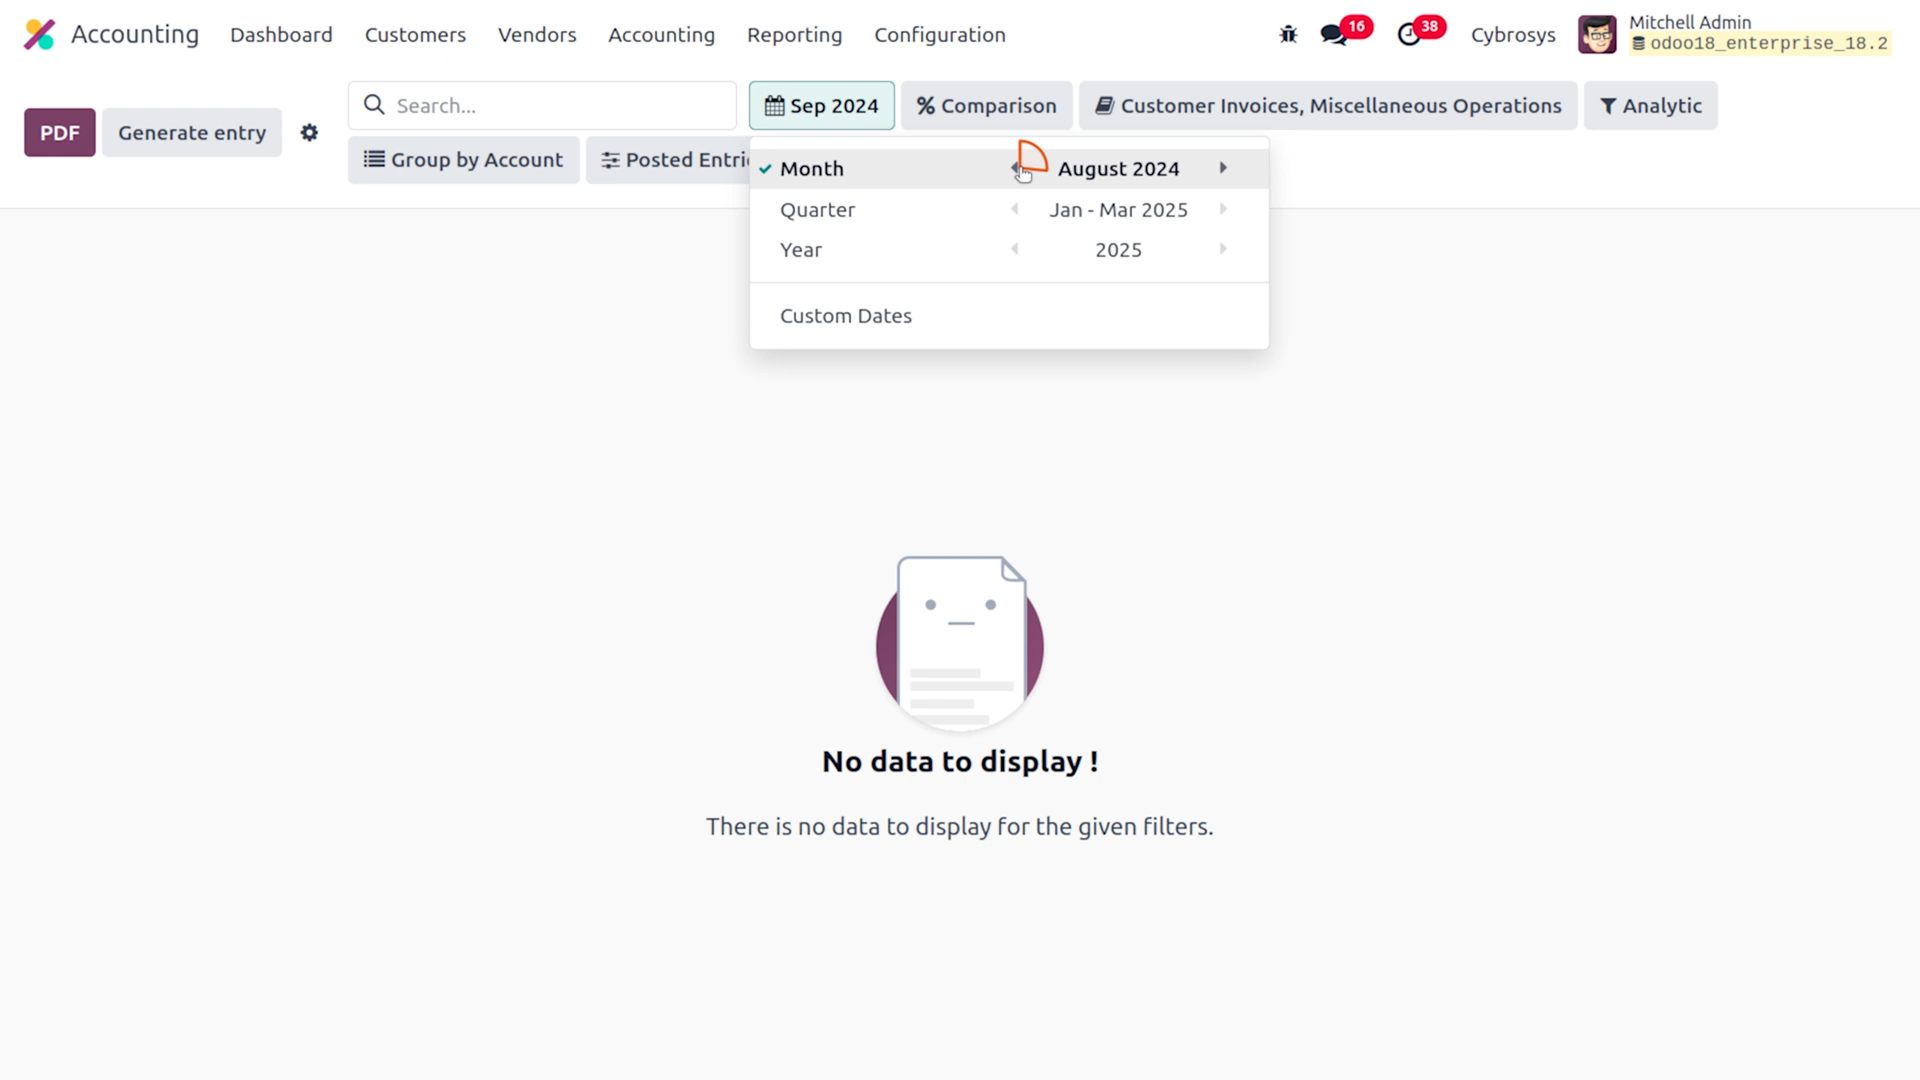 Accounting Dashboard Customers Vendors Accounting Reporting Configuration 16 38 Cybrosys Mitchell Admin
odoo18_enterprise_18.2
PDF Generate entry Search... Sep 2024 % Comparison Customer Invoices, Miscellaneous Operations Analytic
Group by Account Posted Entri
Month August 2024
Quarter Jan - Mar 2025
Year 2025
Custom Dates
No data to display !
There is no data to display for the given filters.